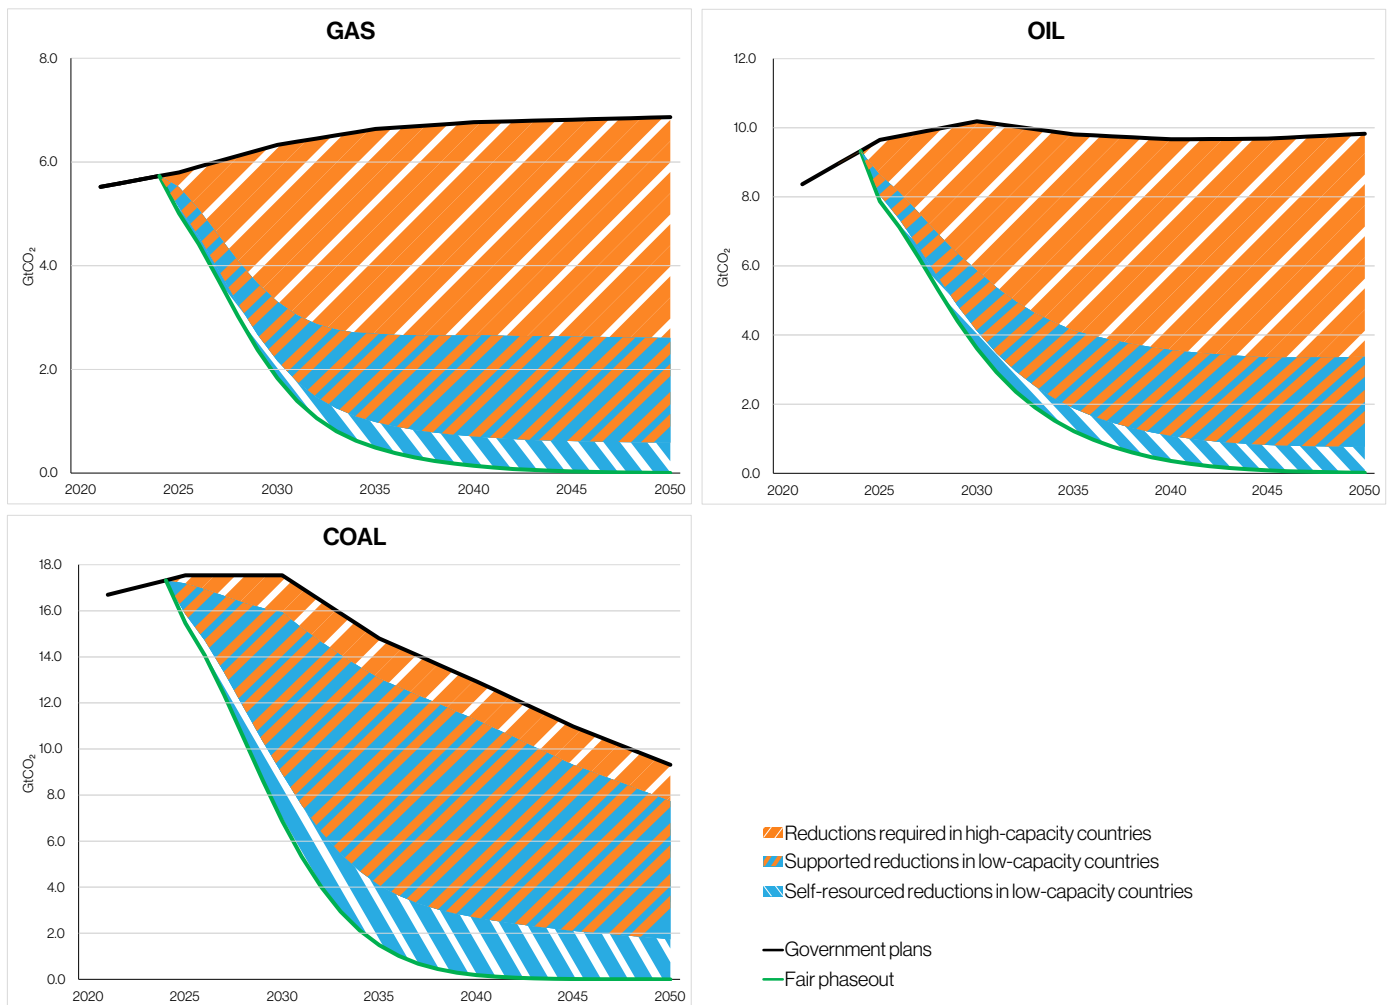 GAS
8.0
6.0
4.0
2.0
0.0
GtCO₂
2020 2025 2030 2035 2040 2045 2050
OIL
12.0
10.0
8.0
6.0
4.0
2.0
0.0
GtCO₂
2020 2025 2030 2035 2040 2045 2050
COAL
18.0
16.0
14.0
12.0
10.0
8.0
6.0
4.0
2.0
0.0
GtCO₂
2020 2025 2030 2035 2040 2045 2050
Reductions required in high-capacity countries
Supported reductions in low-capacity countries
Self-resourced reductions in low-capacity countries
Government plans
Fair phaseout